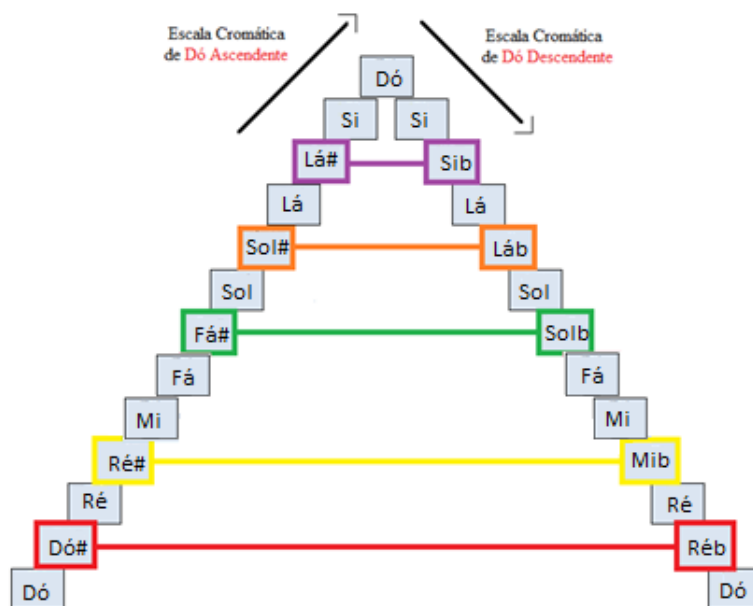 Escala Cromática
de Dó Ascendente
Escala Cromática
de Dó Descendente
Dó
Si Si
Lá# Sib
Lá Lá
Sol# Láb
Sol Sol
Fá# Solb
Fá Fá
Mi Mi
Ré# Mib
Ré Ré
Dó# Réb
Dó Dó